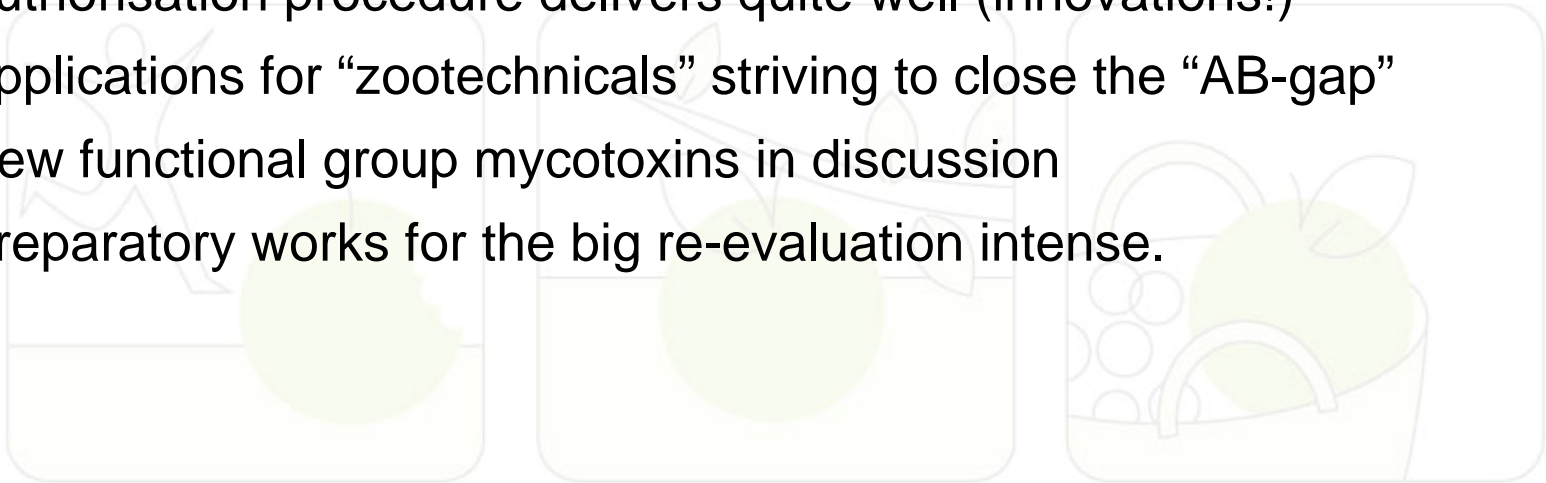 uthorisation procedure delivers quite well (innovations!)
pplications for “zootechnicals” striving to close the “AB-gap”
ew functional group mycotoxins in discussion
reparatory works for the big re-evaluation intense.